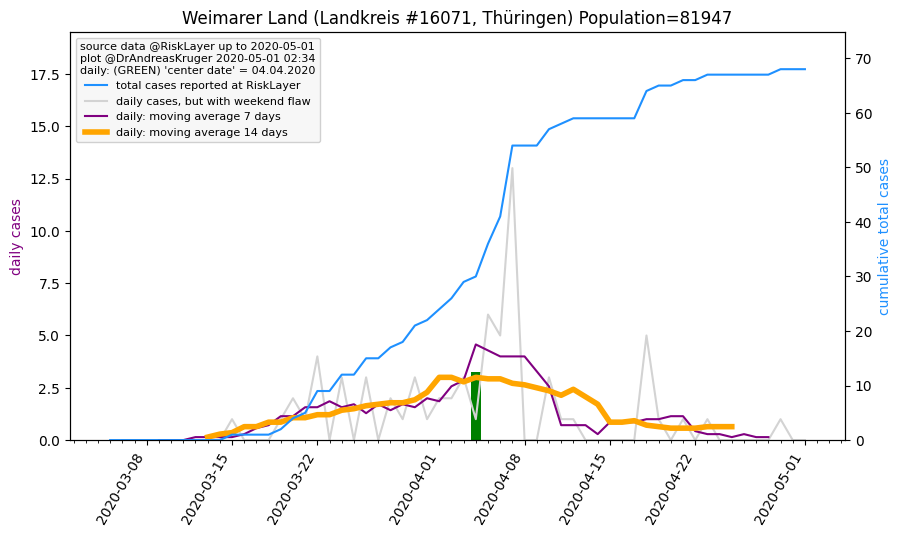 Weimarer Land (Landkreis #16071, Thüringen) Population=81947
source data @RiskLayer up to 2020-05-01
plot @DrAndreasKruger 2020-05-01 02:34
daily: (GREEN) 'center date' = 04.04.2020
total cases reported at RiskLayer
daily cases, but with weekend flaw
daily: moving average 7 days
daily: moving average 14 days
daily cases
17.5
15.0
12.5
10.0
7.5
5.0
2.5
0.0
cumulative total cases
70
60
50
40
30
20
10
0
2020-03-08
2020-03-15
2020-03-22
2020-04-01
2020-04-08
2020-04-15
2020-04-22
2020-05-01